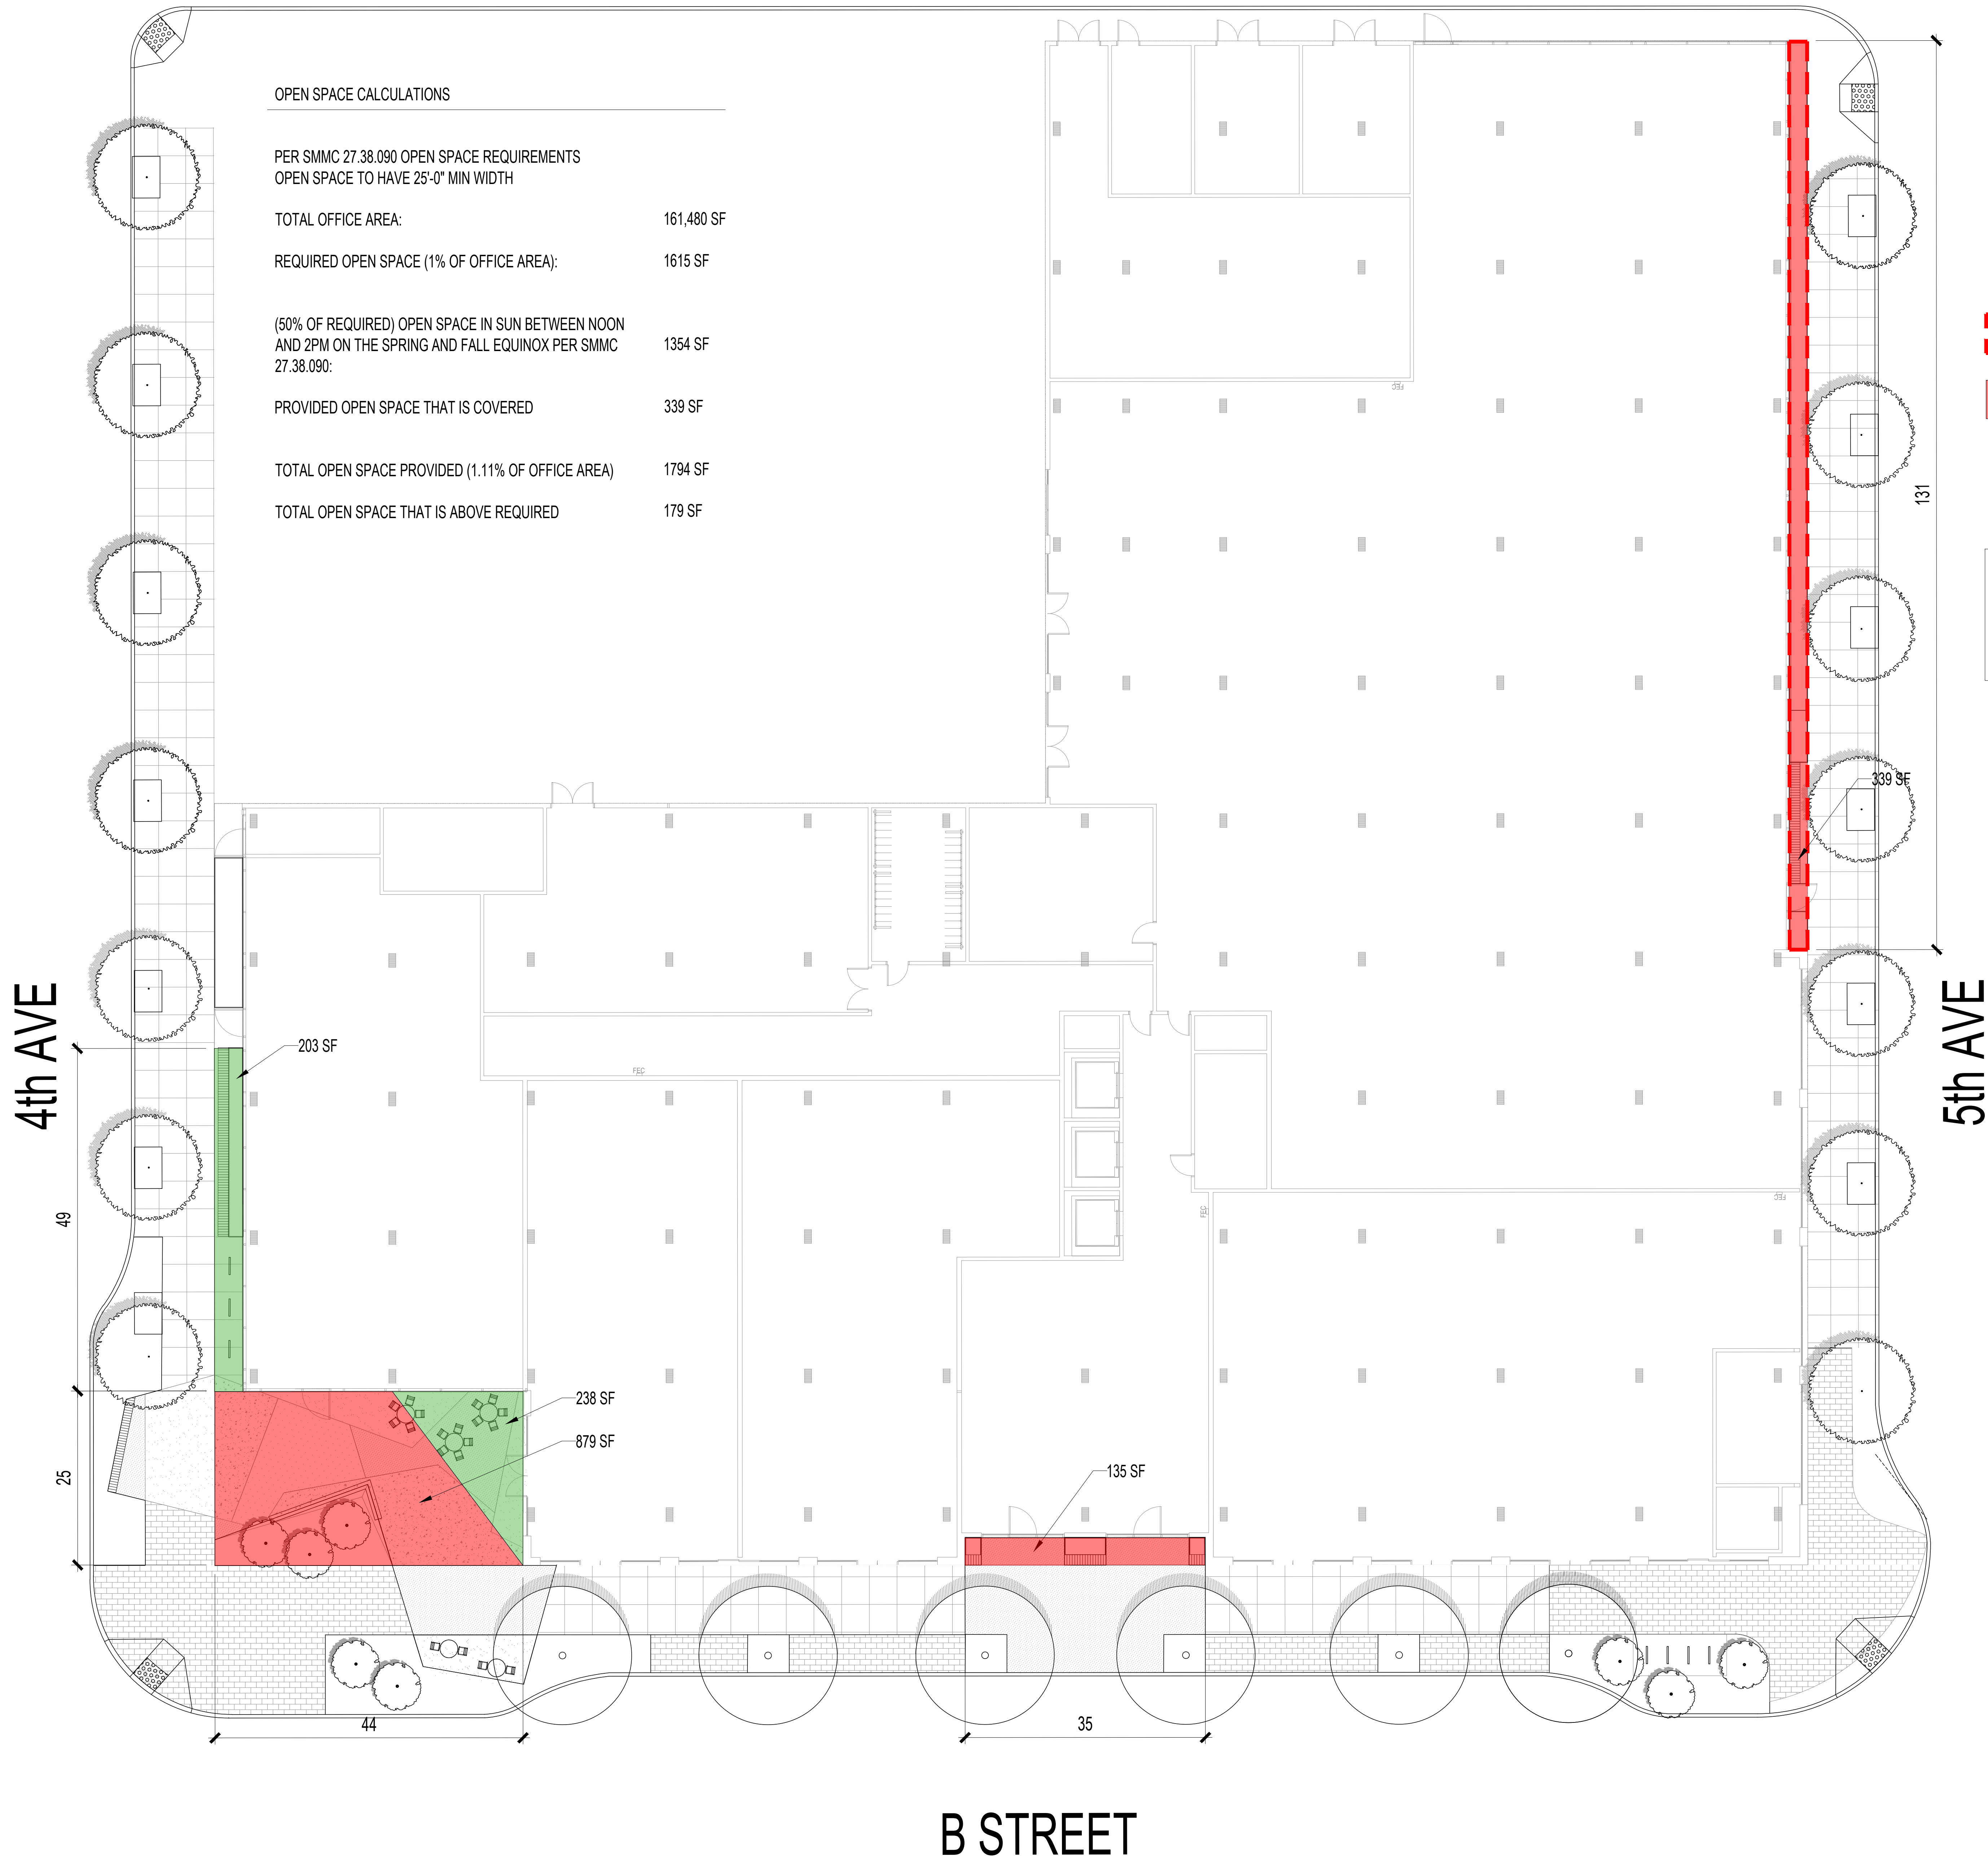 OPEN SPACE CALCULATIONS
PER SMMC 27.38.090 OPEN SPACE REQUIREMENTS
OPEN SPACE TO HAVE 25'-0" MIN WIDTH
TOTAL OFFICE AREA: 161,480 SF
REQUIRED OPEN SPACE (1% OF OFFICE AREA): 1615 SF
(50% OF REQUIRED) OPEN SPACE IN SUN BETWEEN NOON
AND 2PM ON THE SPRING AND FALL EQUINOX PER SMMC 1354 SF
27.38.090:
PROVIDED OPEN SPACE THAT IS COVERED 339 SF
TOTAL OPEN SPACE PROVIDED (1.11% OF OFFICE AREA) 1794 SF
TOTAL OPEN SPACE THAT IS ABOVE REQUIRED 179 SF
FEC
131
339 SF
4th AVE
5th AVE
203 SF
FEC
49
FEC
FEC
238 SF
879 SF
25
135 SF
44
35
B STREET